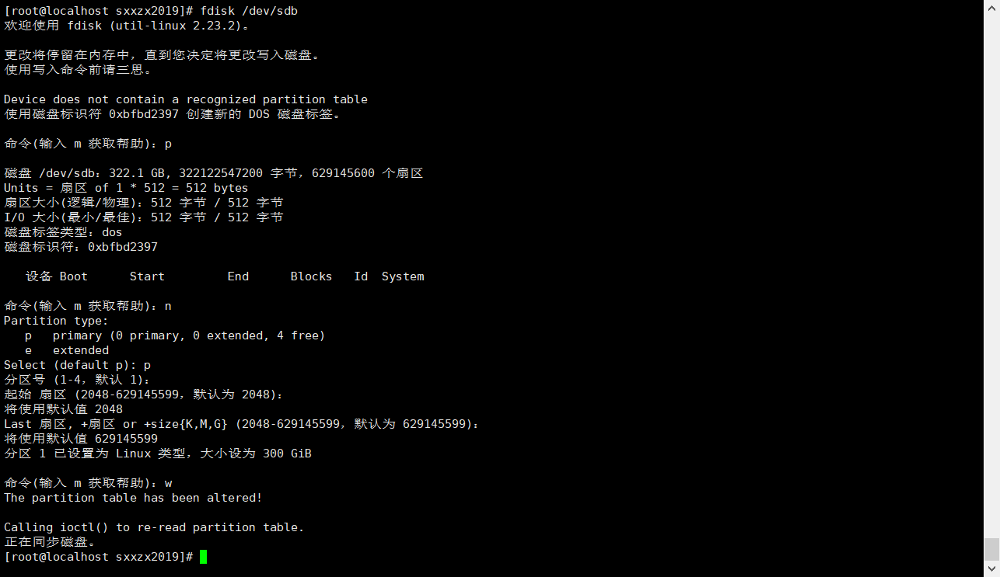 [root@localhost sxxzx2019]# fdisk /dev/sdb
欢迎使用 fdisk (util-linux 2.23.2)。
更改将停留在内存中，直到您决定将更改写入磁盘。
使用写入命令前请三思。
Device does not contain a recognized partition table
使用磁盘标识符 0xbfbd2397 创建新的 DOS 磁盘标签。
命令(输入 m 获取帮助)：p
磁盘 /dev/sdb：322.1 GB, 322122547200 字节，629145600 个扇区
Units = 扇区 of 1 * 512 = 512 bytes
扇区大小(逻辑/物理)：512 字节 / 512 字节
I/O 大小(最小/最佳)：512 字节 / 512 字节
磁盘标签类型：dos
磁盘标识符：0xbfbd2397
   设备 Boot      Start         End      Blocks   Id  System
命令(输入 m 获取帮助)：n
Partition type:
   p   primary (0 primary, 0 extended, 4 free)
   e   extended
Select (default p): p
分区号 (1-4，默认 1)：
起始 扇区 (2048-629145599，默认为 2048)：
将使用默认值 2048
Last 扇区, +扇区 or +size{K,M,G} (2048-629145599，默认为 629145599)：
将使用默认值 629145599
分区 1 已设置为 Linux 类型，大小设为 300 GiB
命令(输入 m 获取帮助)：w
The partition table has been altered!
Calling ioctl() to re-read partition table.
正在同步磁盘。
[root@localhost sxxzx2019]#